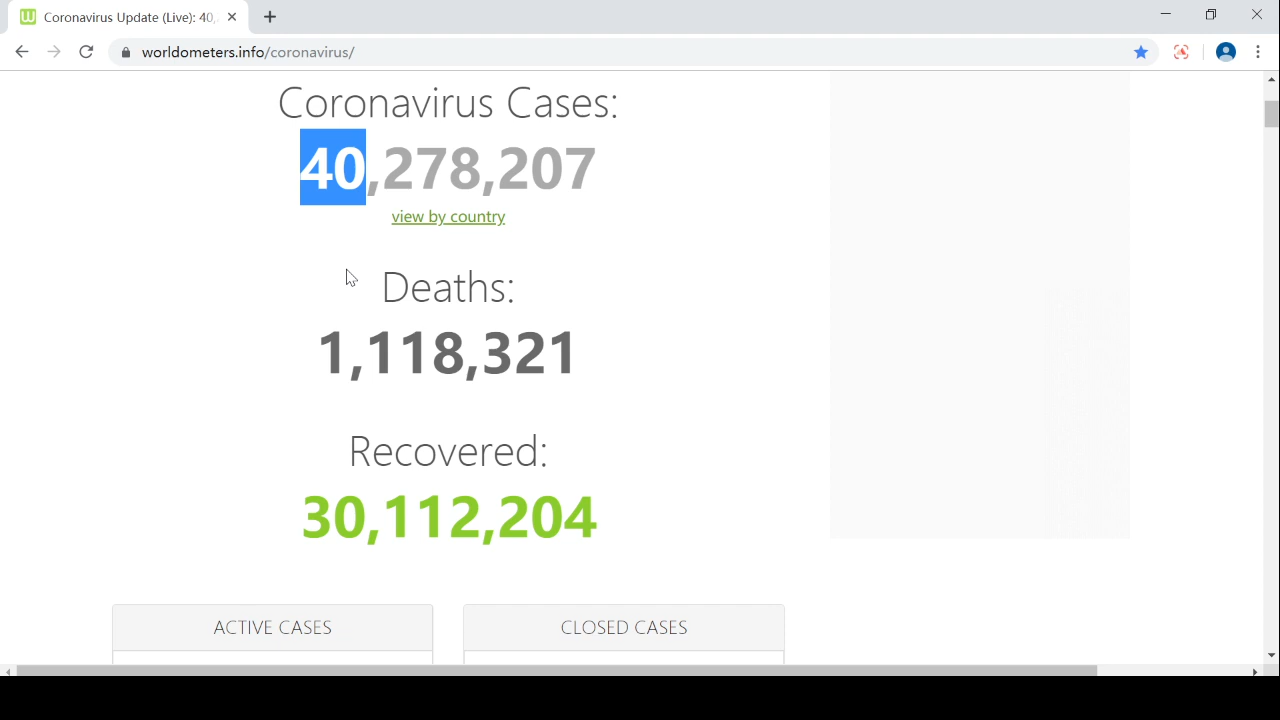 Coronavirus Update (Live): 40,
worldometers.info/coronavirus/
Coronavirus Cases:
40,278,207
view by country
Deaths:
1,118,321
Recovered:
30,112,204
ACTIVE CASES
CLOSED CASES